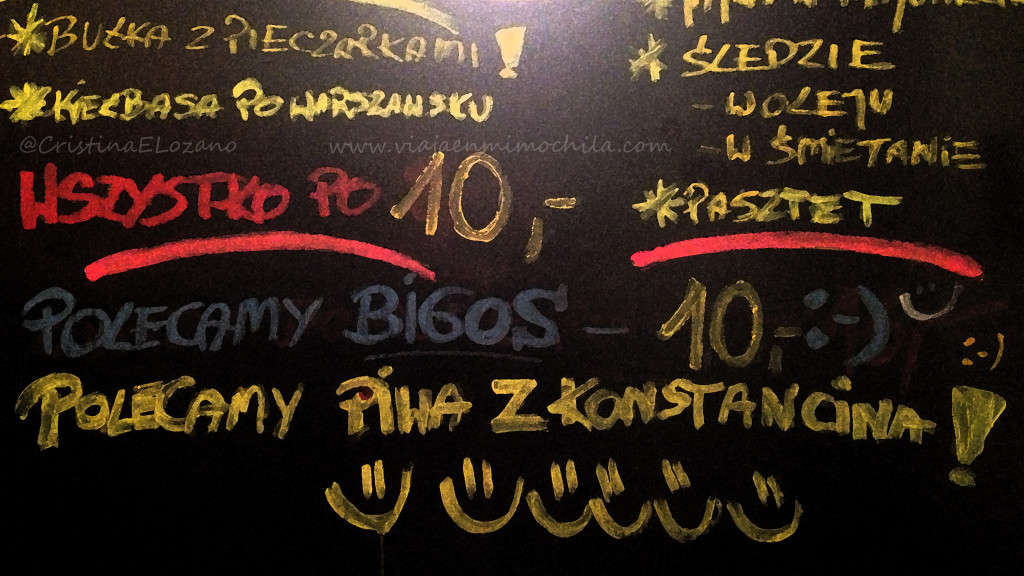 *BUŁKA Z PIECZARKAMI!
*KIEŁBASA PO WARSZAWSKU
@CristinaELozano www.viajaenmimochila.com
WSZYSTKO PO 10,-
*ŚLEDZIE
- W OLEJU
- W ŚMIETANIE
*PASZTET
POLECAMY BIGOS – 10,- :-)
:-)
POLECAMY PIWA Z KONSTANCINA!